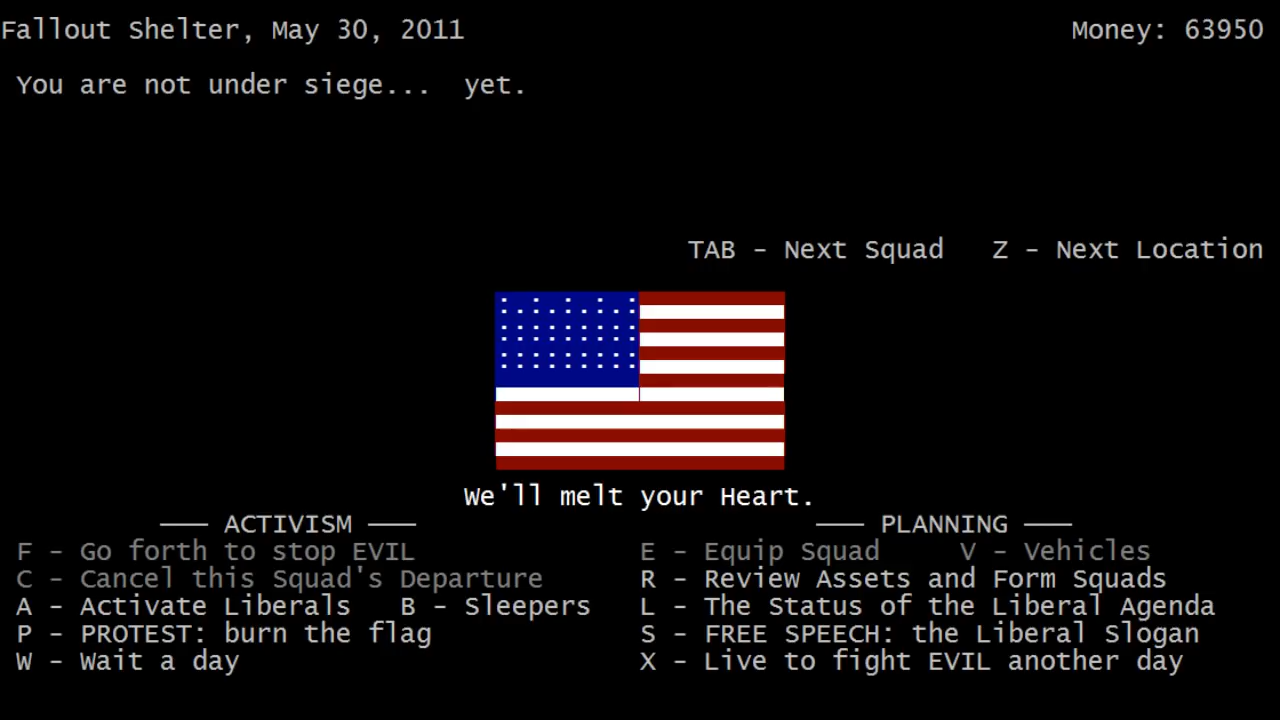 Fallout Shelter, May 30, 2011 Money: 63950
You are not under siege... yet.
TAB - Next Squad Z - Next Location
We'll melt your Heart.
ACTIVISM PLANNING
F - Go forth to stop EVIL E - Equip Squad V - Vehicles
C - Cancel this Squad's Departure R - Review Assets and Form Squads
A - Activate Liberals B - Sleepers L - The Status of the Liberal Agenda
P - PROTEST: burn the flag S - FREE SPEECH: the Liberal Slogan
W - Wait a day X - Live to fight EVIL another day